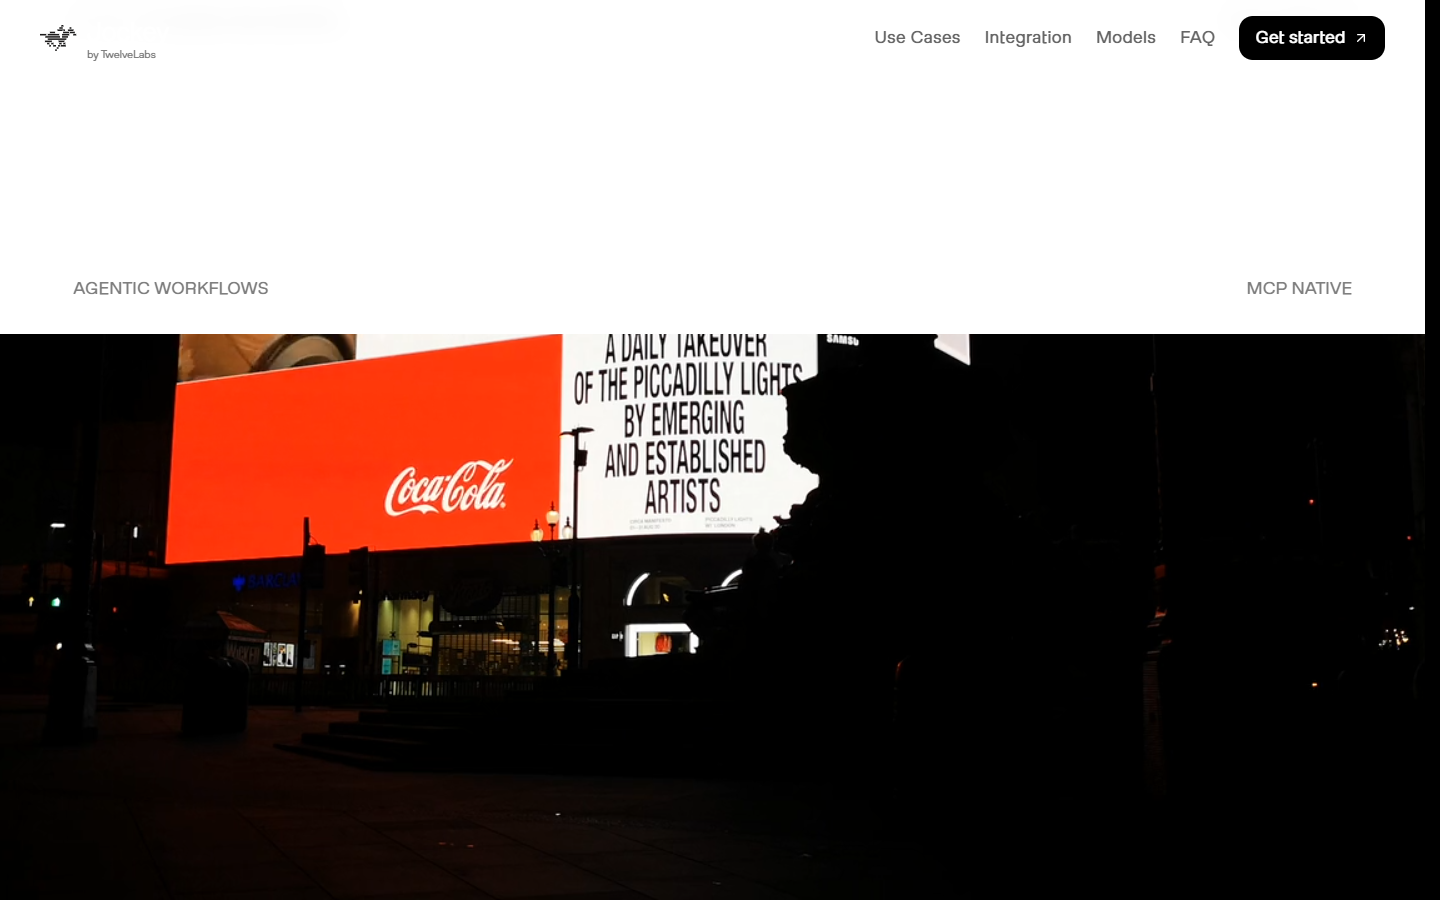 by TwelveLabs
Use Cases
Integration
Models
FAQ
Get started
AGENTIC WORKFLOWS
MCP NATIVE
A DAILY TAKEOVER
OF THE PICCADILLY LIGHTS
BY EMERGING
AND ESTABLISHED
ARTISTS
Coca-Cola